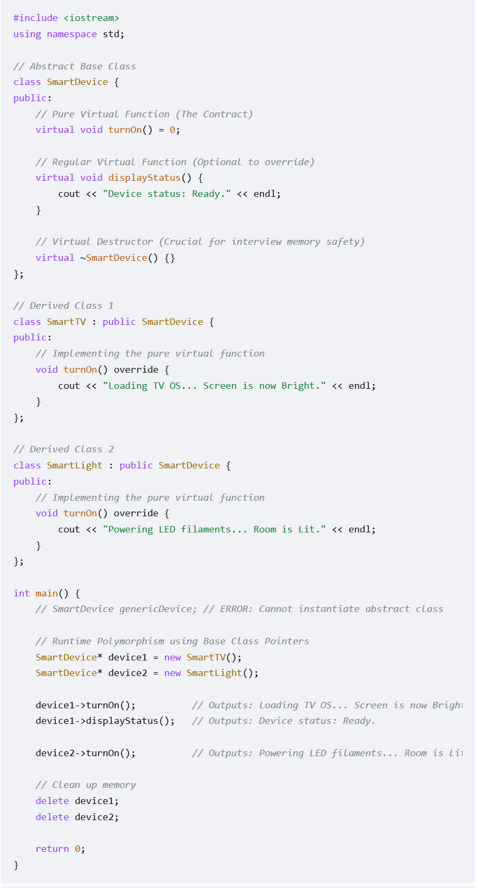 #include <iostream>
using namespace std;
// Abstract Base Class
class SmartDevice {
public:
    // Pure Virtual Function (The Contract)
    virtual void turnOn() = 0;
    // Regular Virtual Function (Optional to override)
    virtual void displayStatus() {
        cout << "Device status: Ready." << endl;
    }
    // Virtual Destructor (Crucial for interview memory safety)
    virtual ~SmartDevice() {}
};
// Derived Class 1
class SmartTV : public SmartDevice {
public:
    // Implementing the pure virtual function
    void turnOn() override {
        cout << "Loading TV OS... Screen is now Bright." << endl;
    }
};
// Derived Class 2
class SmartLight : public SmartDevice {
public:
    // Implementing the pure virtual function
    void turnOn() override {
        cout << "Powering LED filaments... Room is Lit." << endl;
    }
};
int main() {
    // SmartDevice genericDevice; // ERROR: Cannot instantiate abstract class
    // Runtime Polymorphism using Base Class Pointers
    SmartDevice* device1 = new SmartTV();
    SmartDevice* device2 = new SmartLight();
    device1->turnOn();          // Outputs: Loading TV OS... Screen is now Bright
    device1->displayStatus();   // Outputs: Device status: Ready.
    device2->turnOn();          // Outputs: Powering LED filaments... Room is Lit
    // Clean up memory
    delete device1;
    delete device2;
    return 0;
}